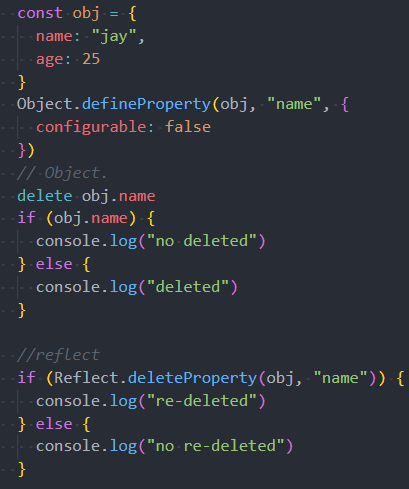 const obj = {
  name: "jay",
  age: 25
}
Object.defineProperty(obj, "name", {
  configurable: false
})
// Object.
delete obj.name
if (obj.name) {
  console.log("no deleted")
} else {
  console.log("deleted")
}

//reflect
if (Reflect.deleteProperty(obj, "name")) {
  console.log("re-deleted")
} else {
  console.log("no re-deleted")
}